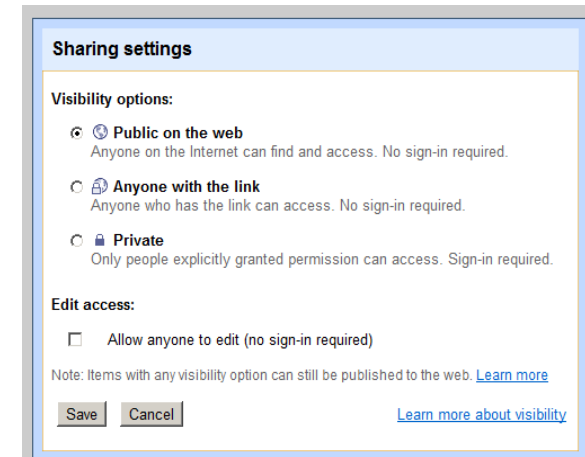 Sharing settings
Visibility options:
Public on the web
Anyone on the Internet can find and access. No sign-in required.
Anyone with the link
Anyone who has the link can access. No sign-in required.
Private
Only people explicitly granted permission can access. Sign-in required.
Edit access:
Allow anyone to edit (no sign-in required)
Note: Items with any visibility option can still be published to the web. Learn more
Save Cancel Learn more about visibility